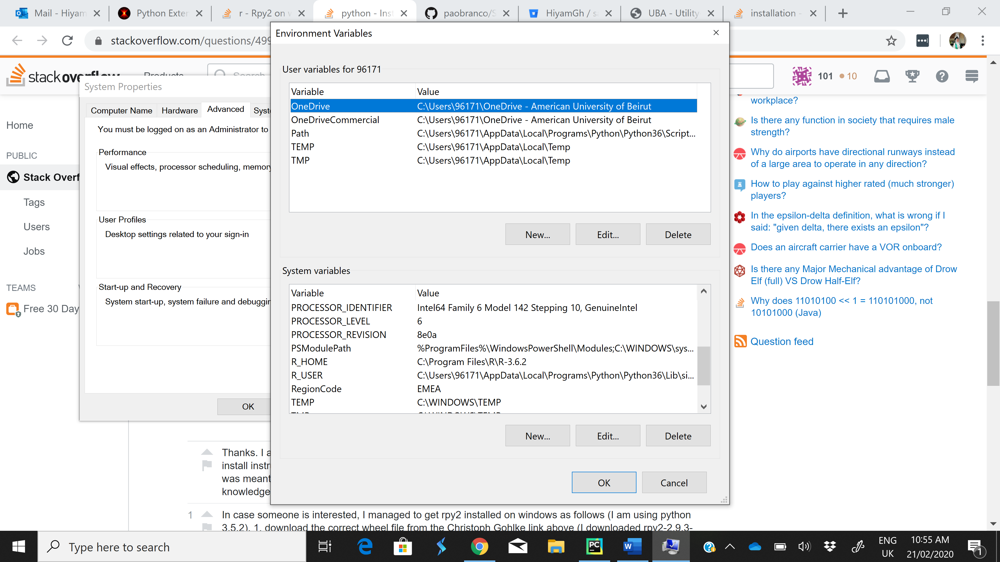 Mail - Hiyam
Python Exter
r - Rpy2 on
python - Inst
paobranco/S
HiyamGh / s
UBA - Utility
installation -
stackoverflow.com/questions/499
Environment Variables
stackoverflow
Products
Search
101
10
System Properties
Computer Name
Hardware
Advanced
Syste
You must be logged on as an Administrator to
Performance
Visual effects, processor scheduling, memory
User Profiles
Desktop settings related to your sign-in
Start-up and Recovery
System start-up, system failure and debuggin
OK
Home
PUBLIC
Stack Overf
Tags
Users
Jobs
TEAMS
Free 30 Day
User variables for 96171
Variable Value
OneDrive C:\Users\96171\OneDrive - American University of Beirut
OneDriveCommercial C:\Users\96171\OneDrive - American University of Beirut
Path C:\Users\96171\AppData\Local\Programs\Python\Python36\Script...
TEMP C:\Users\96171\AppData\Local\Temp
TMP C:\Users\96171\AppData\Local\Temp
New... Edit... Delete
System variables
Variable Value
PROCESSOR_IDENTIFIER Intel64 Family 6 Model 142 Stepping 10, GenuineIntel
PROCESSOR_LEVEL 6
PROCESSOR_REVISION 8e0a
PSModulePath %ProgramFiles%\WindowsPowerShell\Modules;C:\WINDOWS\sys...
R_HOME C:\Program Files\R\R-3.6.2
R_USER C:\Users\96171\AppData\Local\Programs\Python\Python36\Lib\si...
RegionCode EMEA
TEMP C:\WINDOWS\TEMP
New... Edit... Delete
OK Cancel
workplace?
Is there any function in society that requires male
strength?
Why do airports have directional runways instead
of a large area to operate in any direction?
How to play against higher rated (much stronger)
players?
In the epsilon-delta definition, what is wrong if I
said: "given delta, there exists an epsilon"?
Does an aircraft carrier have a VOR onboard?
Is there any Major Mechanical advantage of Drow
Elf (full) VS Drow Half-Elf?
Why does 11010100 << 1 = 110101000, not
10101000 (Java)
Question feed
Thanks. I a
install instr
was meant
knowledge
1
In case someone is interested, I managed to get rpy2 installed on windows as follows (I am using python
3.5.2). 1. download the correct wheel file from the Christoph Gohlke link above (I downloaded rpy2-2.9.3-
Type here to search
PC
W
ENG
UK
10:55 AM
21/02/2020
1